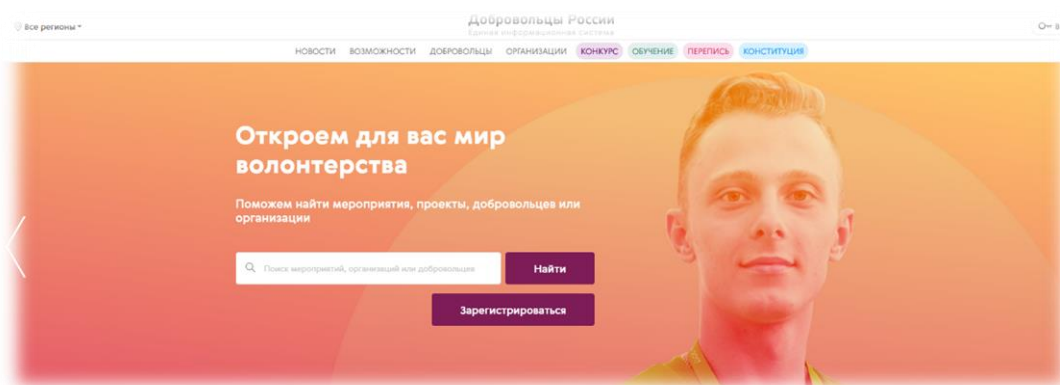 Все регионы
Добровольцы России
Единая информационная система
НОВОСТИ ВОЗМОЖНОСТИ ДОБРОВОЛЬЦЫ ОРГАНИЗАЦИИ КОНКУРС ОБУЧЕНИЕ ПЕРЕПИСЬ КОНСТИТУЦИЯ
Откроем для вас мир
волонтерства
Поможем найти мероприятия, проекты, добровольцев или
организации
Поиск мероприятий, организаций или добровольцев
Найти
Зарегистрироваться